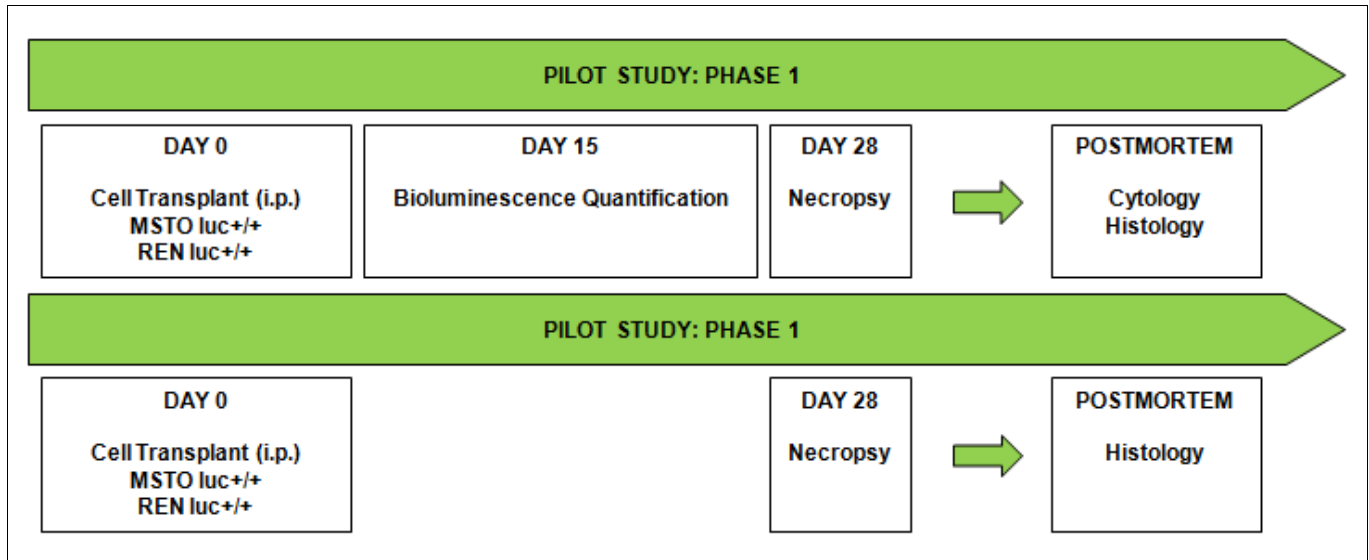 PILOT STUDY: PHASE 1
DAY 0
Cell Transplant (i.p.)
MSTO luc+/+
REN luc+/+
DAY 15
Bioluminescence Quantification
DAY 28
Necropsy
POSTMORTEM
Cytology
Histology
PILOT STUDY: PHASE 1
DAY 0
Cell Transplant (i.p.)
MSTO luc+/+
REN luc+/+
DAY 28
Necropsy
POSTMORTEM
Histology